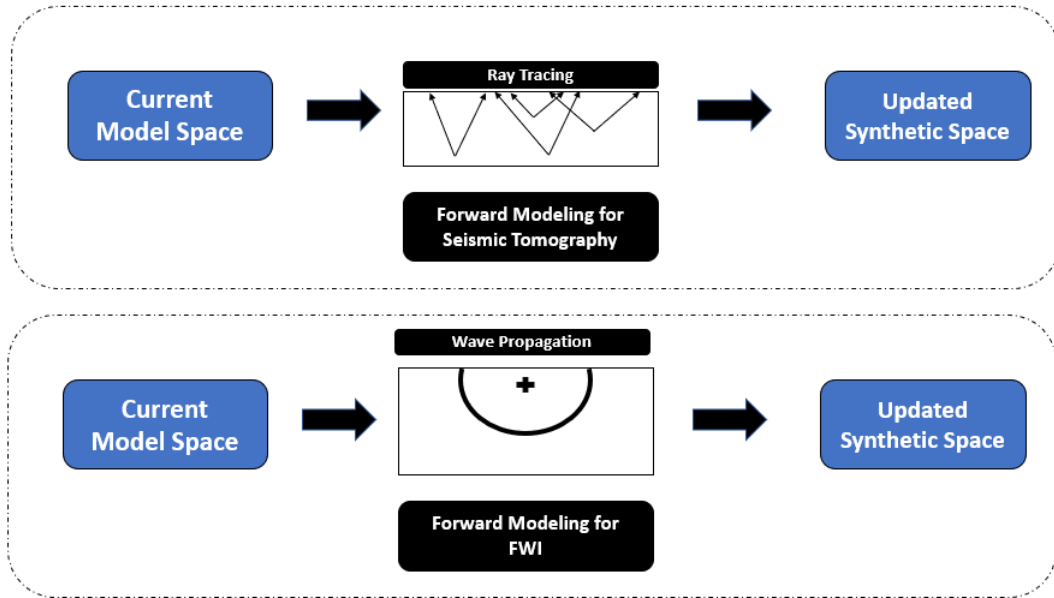 Ray Tracing
Current
Model Space
Updated
Synthetic Space
Forward Modeling for
Seismic Tomography
Wave Propagation
Current
Model Space
Updated
Synthetic Space
Forward Modeling for
FWI